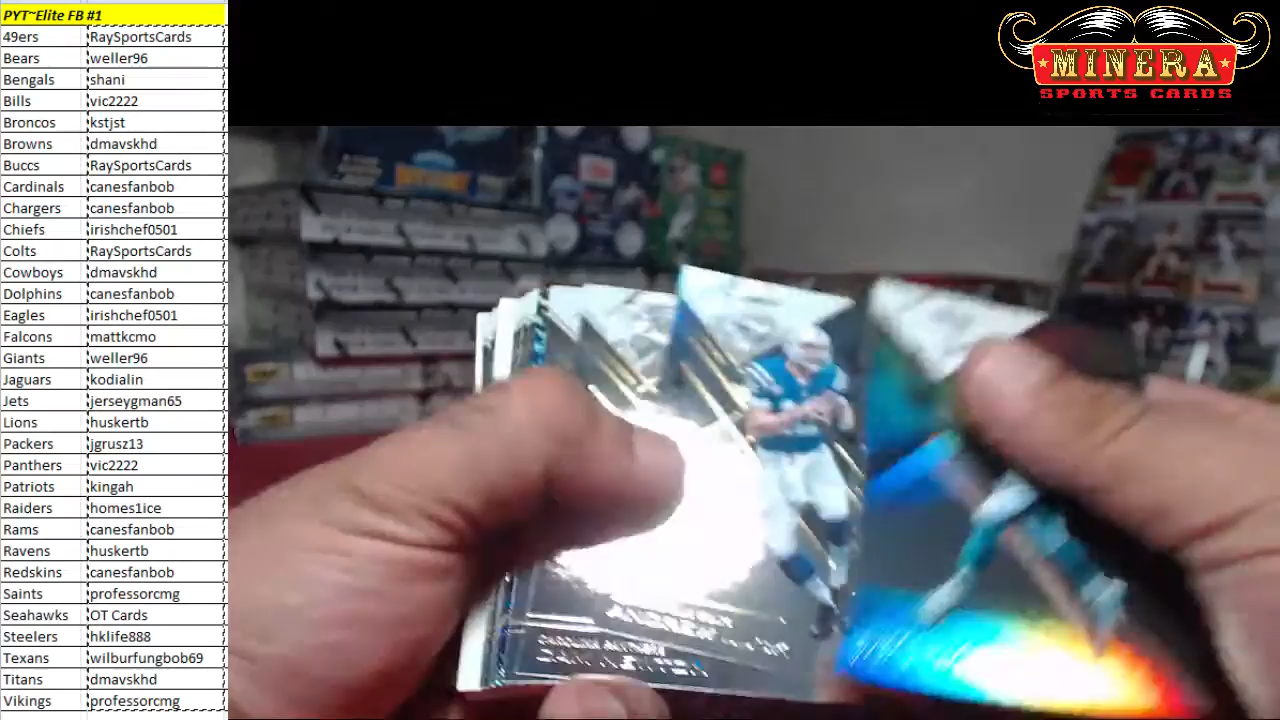 PYT~Elite FB #1
49ers RaySportsCards
Bears weller96
Bengals shani
Bills vic2222
Broncos kstjst
Browns dmavskhd
Buccs RaySportsCards
Cardinals canesfanbob
Chargers canesfanbob
Chiefs irishchef0501
Colts RaySportsCards
Cowboys dmavskhd
Dolphins canesfanbob
Eagles irishchef0501
Falcons mattkcmo
Giants weller96
Jaguars kodialin
Jets jerseygman65
Lions huskertb
Packers jgrusz13
Panthers vic2222
Patriots kingah
Raiders homes1ice
Rams canesfanbob
Ravens huskertb
Redskins canesfanbob
Saints professorcmg
Seahawks OT Cards
Steelers hklife888
Texans wilburfungbob69
Titans dmavskhd
Vikings professorcmg
MINERA
SPORTS CARDS